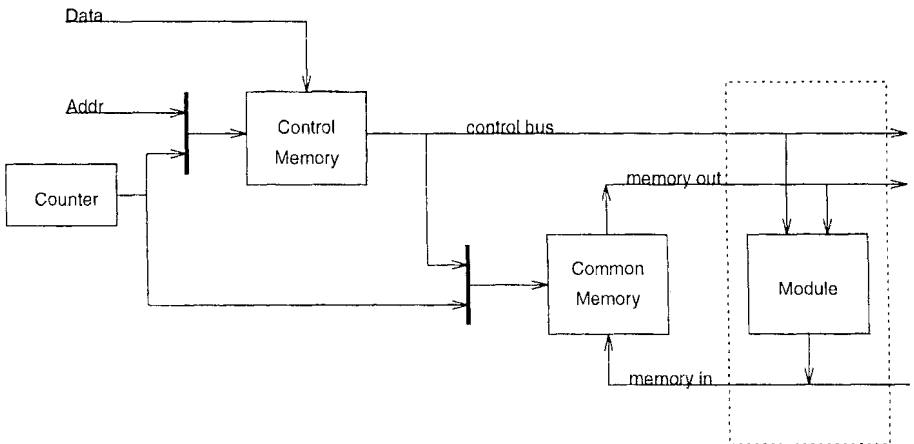 Data
Addr
Control
Memory
control bus
Counter
memory out
Common
Memory
Module
memory in